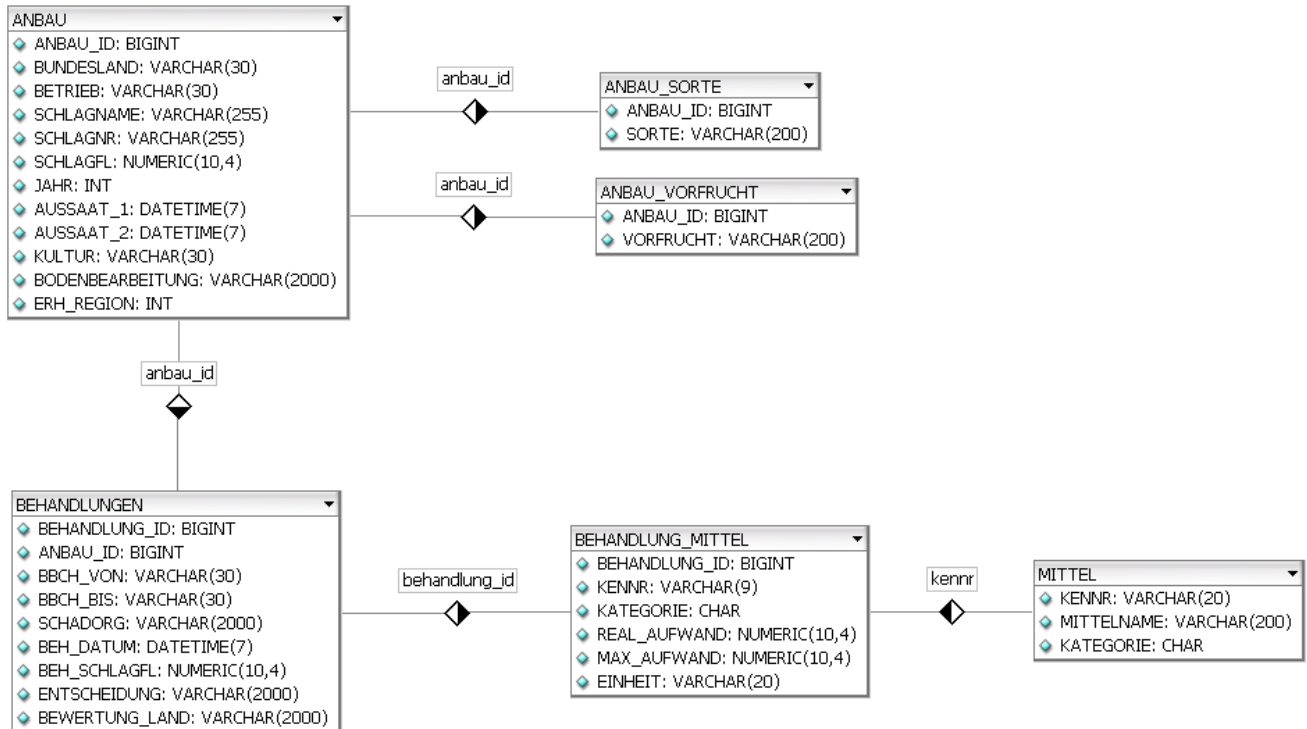 ANBAU
ANBAU_ID: BIGINT
BUNDESLAND: VARCHAR(30)
BETRIEB: VARCHAR(30)
SCHLAGNAME: VARCHAR(255)
SCHLAGNR: VARCHAR(255)
SCHLAGFL: NUMERIC(10,4)
JAHR: INT
AUSSAAT_1: DATETIME(7)
AUSSAAT_2: DATETIME(7)
KULTUR: VARCHAR(30)
BODENBEARBEITUNG: VARCHAR(2000)
ERH_REGION: INT
anbau_id
ANBAU_SORTE
ANBAU_ID: BIGINT
SORTE: VARCHAR(200)
anbau_id
ANBAU_VORFRUCHT
ANBAU_ID: BIGINT
VORFRUCHT: VARCHAR(200)
anbau_id
BEHANDLUNGEN
BEHANDLUNG_ID: BIGINT
ANBAU_ID: BIGINT
BBCH_VON: VARCHAR(30)
BBCH_BIS: VARCHAR(30)
SCHADORG: VARCHAR(2000)
BEH_DATUM: DATETIME(7)
BEH_SCHLAGFL: NUMERIC(10,4)
ENTSCHEIDUNG: VARCHAR(2000)
BEWERTUNG_LAND: VARCHAR(2000)
behandlung_id
BEHANDLUNG_MITTEL
BEHANDLUNG_ID: BIGINT
KENNR: VARCHAR(9)
KATEGORIE: CHAR
REAL_AUFWAND: NUMERIC(10,4)
MAX_AUFWAND: NUMERIC(10,4)
EINHEIT: VARCHAR(20)
kennr
MITTEL
KENNR: VARCHAR(20)
MITTELNAME: VARCHAR(200)
KATEGORIE: CHAR